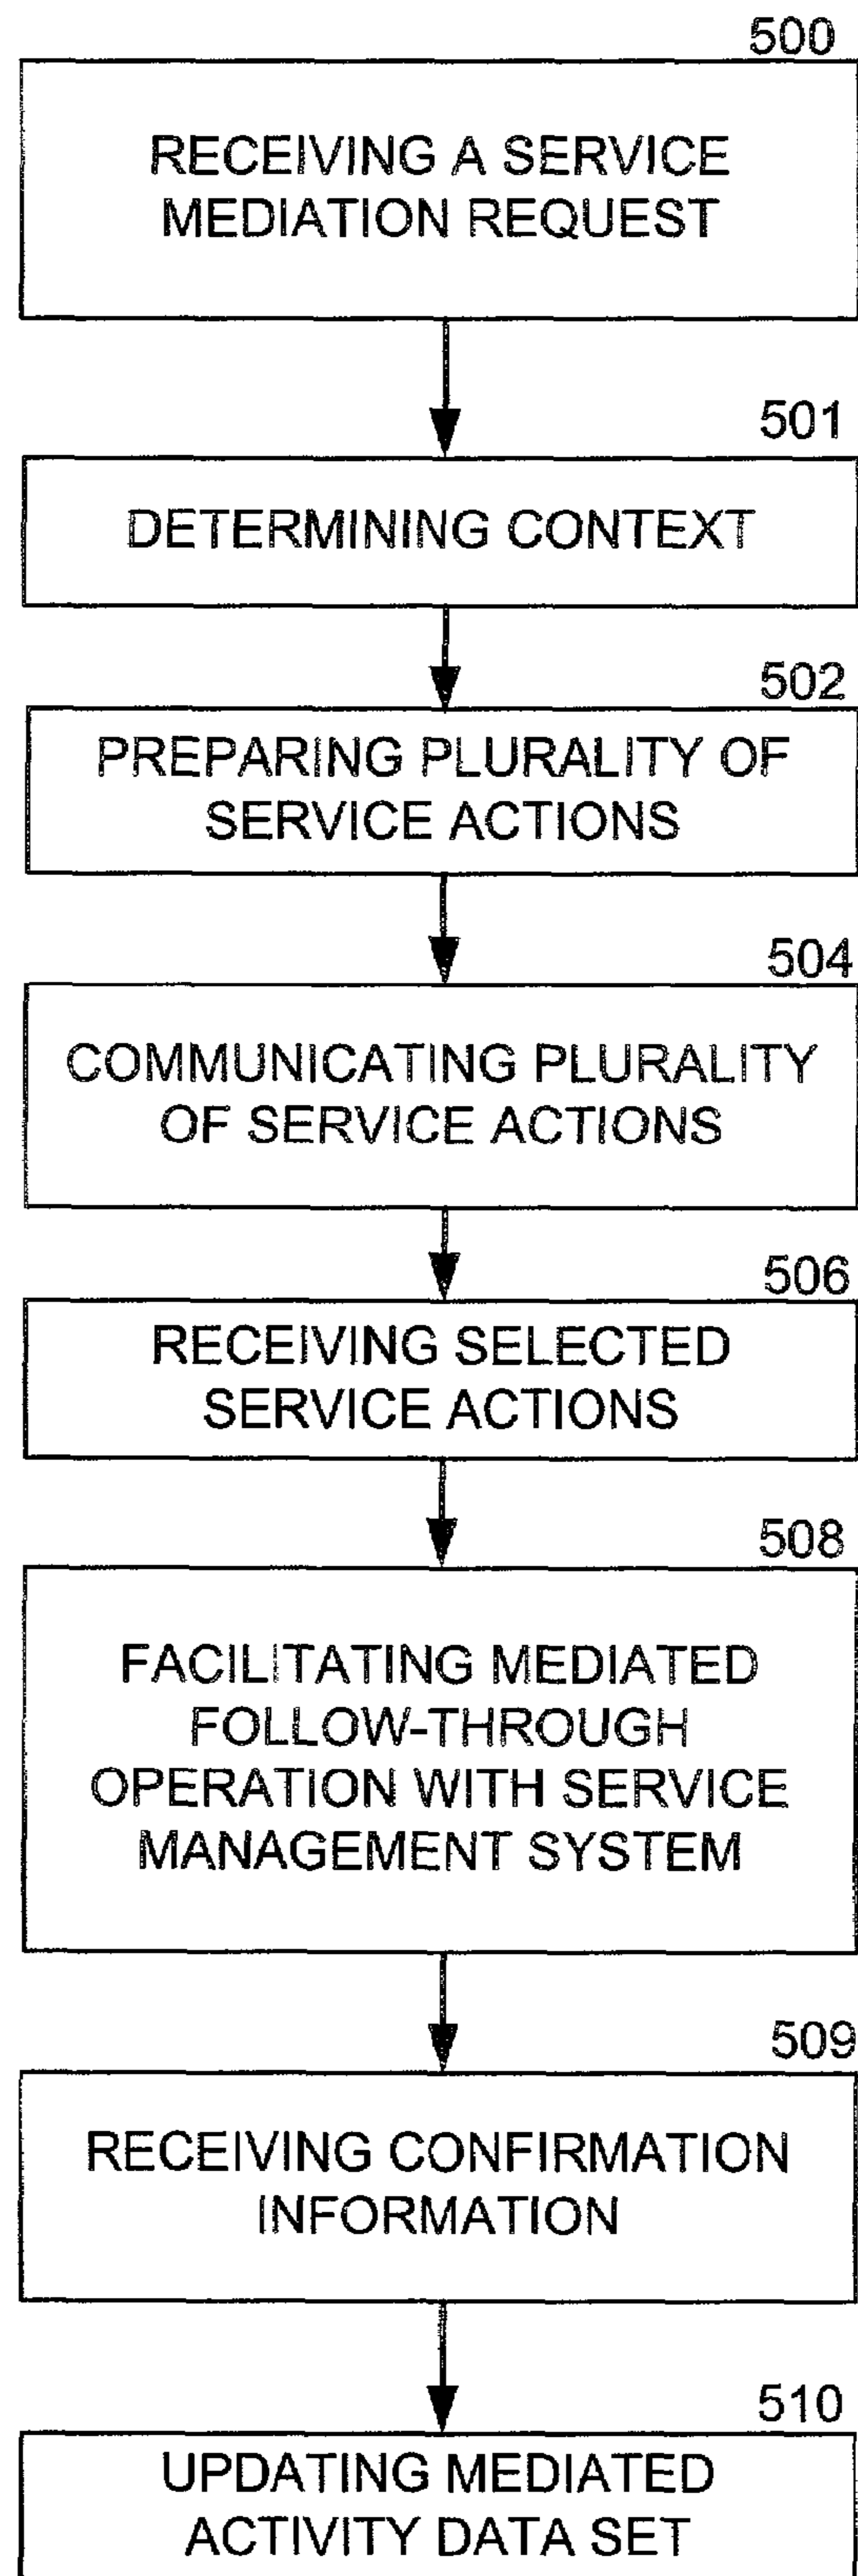 500
RECEIVING A SERVICE
MEDIATION REQUEST
501
DETERMINING CONTEXT
502
PREPARING PLURALITY OF
SERVICE ACTIONS
504
COMMUNICATING PLURALITY
OF SERVICE ACTIONS
506
RECEIVING SELECTED
SERVICE ACTIONS
508
FACILITATING MEDIATED
FOLLOW-THROUGH
OPERATION WITH SERVICE
MANAGEMENT SYSTEM
509
RECEIVING CONFIRMATION
INFORMATION
510
UPDATING MEDIATED
ACTIVITY DATA SET